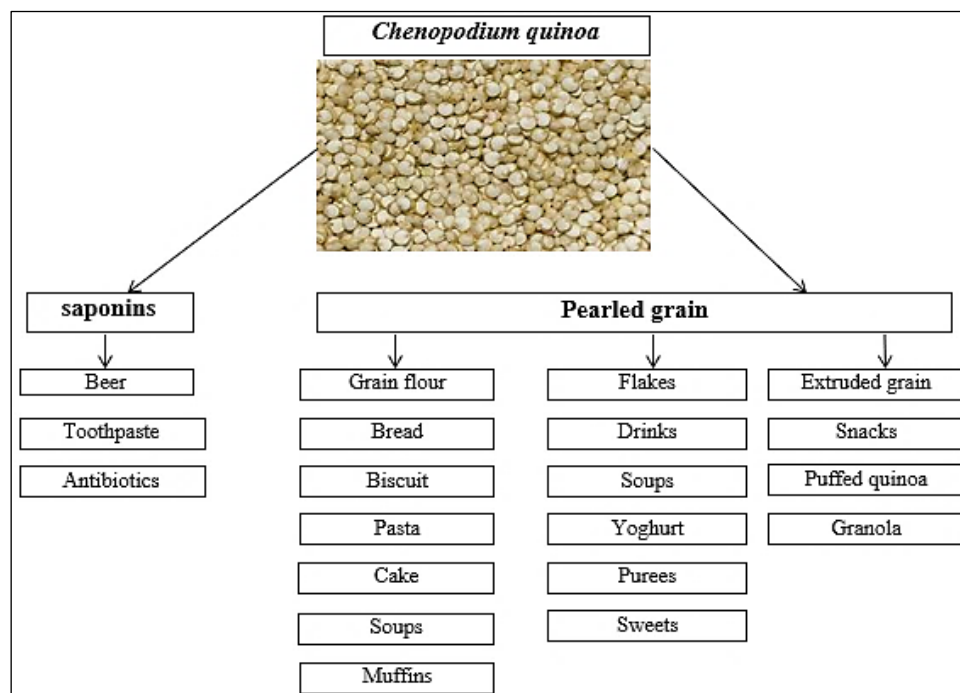 Chenopodium quinoa
saponins
Pearled grain
Beer
Toothpaste
Antibiotics
Grain flour
Bread
Biscuit
Pasta
Cake
Soups
Muffins
Flakes
Drinks
Soups
Yoghurt
Purees
Sweets
Extruded grain
Snacks
Puffed quinoa
Granola